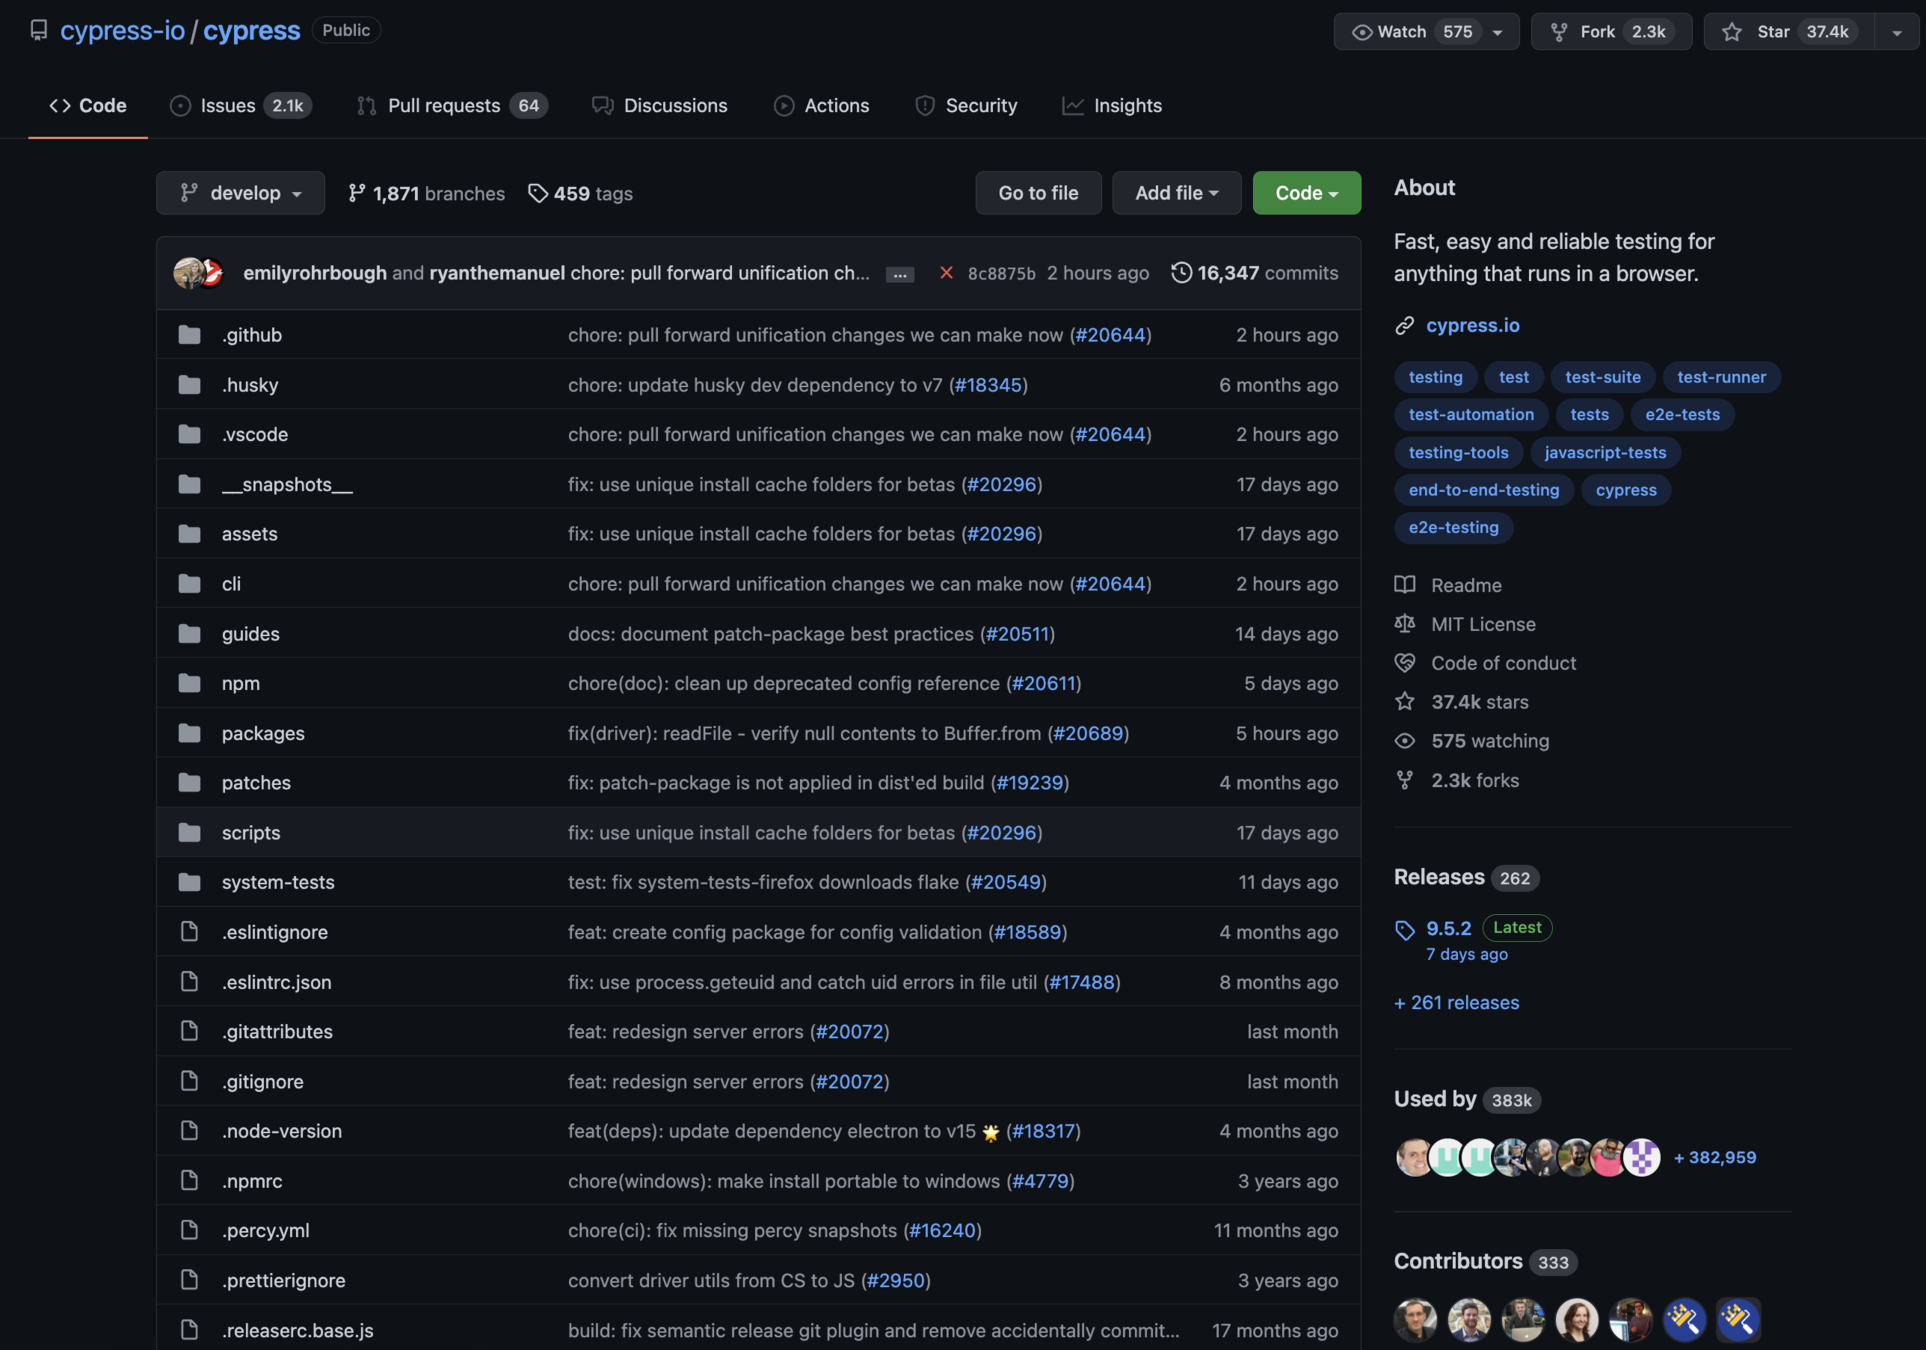 cypress-io / cypress Public Watch 575 Fork 2.3k Star 37.4k
Code Issues 2.1k Pull requests 64 Discussions Actions Security Insights
develop 1,871 branches 459 tags Go to file Add file Code
emilyrohrbough and ryanthemanuel chore: pull forward unification ch... ... 8c8875b 2 hours ago 16,347 commits
.github chore: pull forward unification changes we can make now (#20644) 2 hours ago
.husky chore: update husky dev dependency to v7 (#18345) 6 months ago
.vscode chore: pull forward unification changes we can make now (#20644) 2 hours ago
__snapshots__ fix: use unique install cache folders for betas (#20296) 17 days ago
assets fix: use unique install cache folders for betas (#20296) 17 days ago
cli chore: pull forward unification changes we can make now (#20644) 2 hours ago
guides docs: document patch-package best practices (#20511) 14 days ago
npm chore(doc): clean up deprecated config reference (#20611) 5 days ago
packages fix(driver): readFile - verify null contents to Buffer.from (#20689) 5 hours ago
patches fix: patch-package is not applied in dist'ed build (#19239) 4 months ago
scripts fix: use unique install cache folders for betas (#20296) 17 days ago
system-tests test: fix system-tests-firefox downloads flake (#20549) 11 days ago
.eslintignore feat: create config package for config validation (#18589) 4 months ago
.eslintrc.json fix: use process.geteuid and catch uid errors in file util (#17488) 8 months ago
.gitattributes feat: redesign server errors (#20072) last month
.gitignore feat: redesign server errors (#20072) last month
.node-version feat(deps): update dependency electron to v15 🌟 (#18317) 4 months ago
.npmrc chore(windows): make install portable to windows (#4779) 3 years ago
.percy.yml chore(ci): fix missing percy snapshots (#16240) 11 months ago
.prettierignore convert driver utils from CS to JS (#2950) 3 years ago
.releaserc.base.js build: fix semantic release git plugin and remove accidentally commit... 17 months ago
About
Fast, easy and reliable testing for
anything that runs in a browser.
cypress.io
testing test test-suite test-runner
test-automation tests e2e-tests
testing-tools javascript-tests
end-to-end-testing cypress
e2e-testing
Readme
MIT License
Code of conduct
37.4k stars
575 watching
2.3k forks
Releases 262
9.5.2 Latest
7 days ago
+ 261 releases
Used by 383k
+ 382,959
Contributors 333